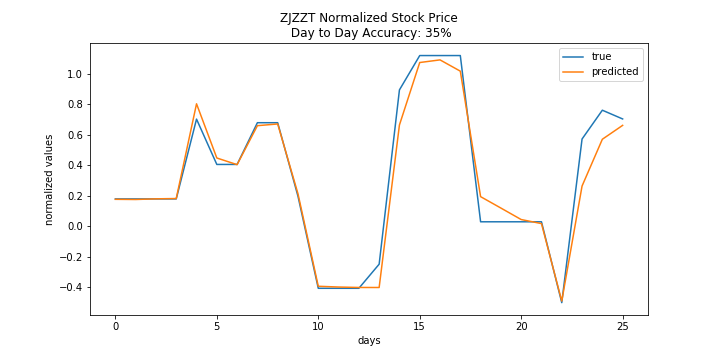 ZJZZT Normalized Stock Price
Day to Day Accuracy: 35%
true
predicted
normalized values
1.0
0.8
0.6
0.4
0.2
0.0
−0.2
−0.4
0 5 10 15 20 25
days